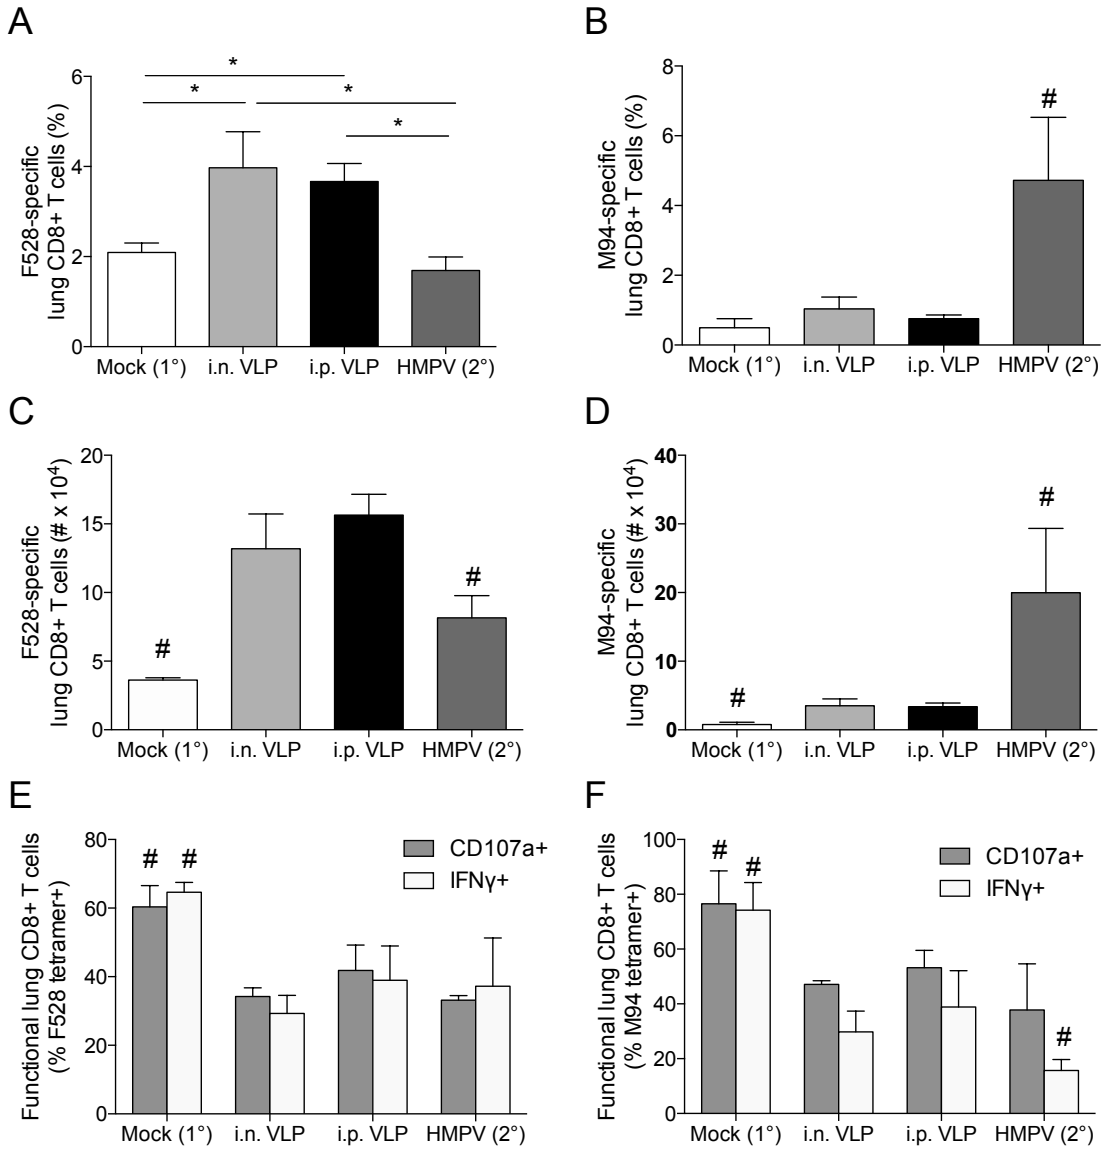 A
F528-specific
lung CD8+ T cells (%)
6
4
2
0
*
*
*
*
Mock (1°) i.n. VLP i.p. VLP HMPV (2°)
B
M94-specific
lung CD8+ T cells (%)
8
6
4
2
0
#
Mock (1°) i.n. VLP i.p. VLP HMPV (2°)
C
F528-specific
lung CD8+ T cells (# x 10⁴)
20
15
10
5
0
#
#
Mock (1°) i.n. VLP i.p. VLP HMPV (2°)
D
M94-specific
lung CD8+ T cells (# x 10⁴)
40
30
20
10
0
#
#
Mock (1°) i.n. VLP i.p. VLP HMPV (2°)
E
Functional lung CD8+ T cells
(% F528 tetramer+)
80
60
40
20
0
# #
CD107a+
IFNγ+
Mock (1°) i.n. VLP i.p. VLP HMPV (2°)
F
Functional lung CD8+ T cells
(% M94 tetramer+)
100
80
60
40
20
0
# #
#
CD107a+
IFNγ+
Mock (1°) i.n. VLP i.p. VLP HMPV (2°)